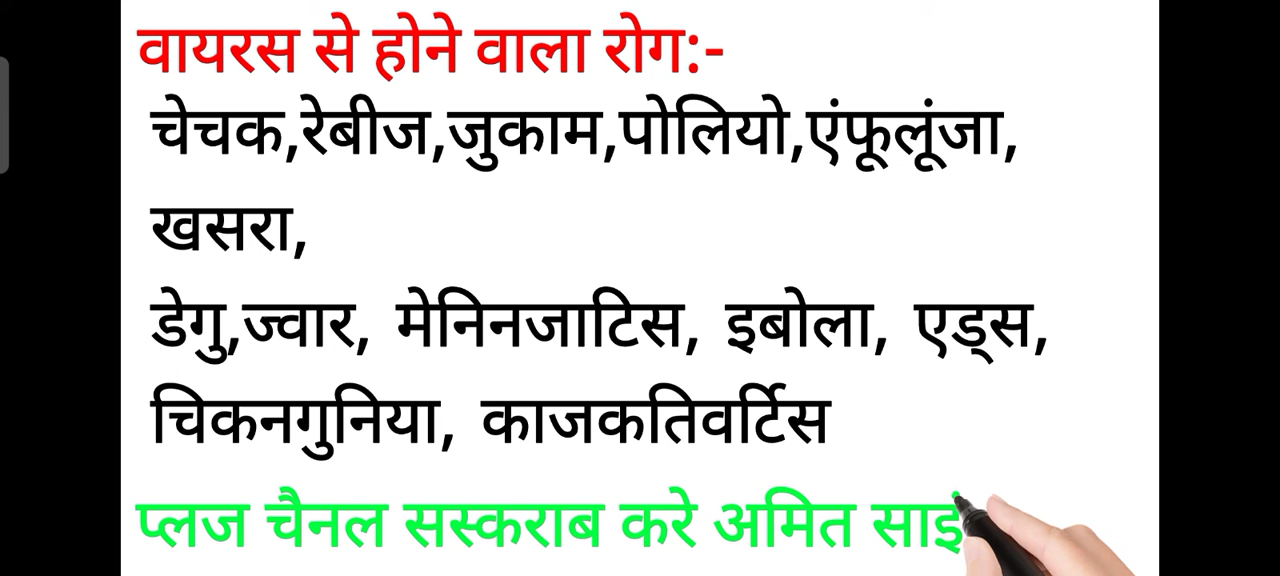 वायरस से होने वाला रोग:-
चेचक,रेबीज,जुकाम,पोलियो,एंफूलूंजा,
खसरा,
डेगु,ज्वार, मेनिनजाटिस, इबोला, एड्स,
चिकनगुनिया, काजकतिवर्टिस
प्लज चैनल सस्कराब करे अमित